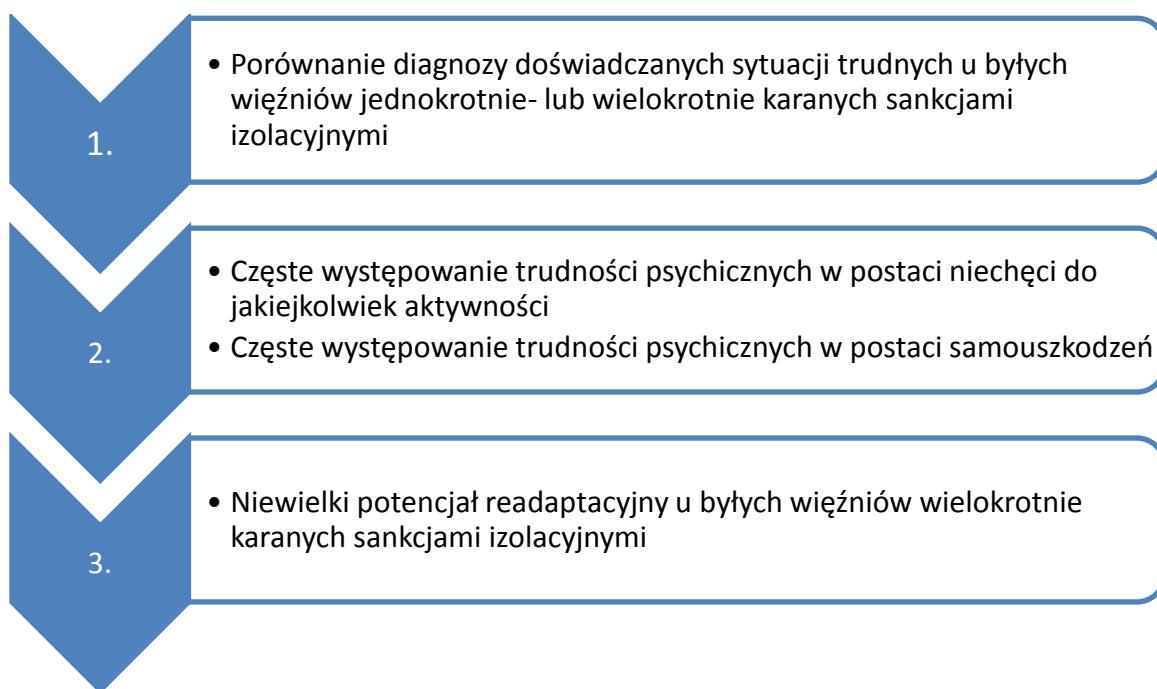 1.
• Porównanie diagnozy doświadczanych sytuacji trudnych u byłych
więźniów jednokrotnie- lub wielokrotnie karanych sankcjami
izolacyjnymi
2.
• Częste występowanie trudności psychicznych w postaci niechęci do
jakiejkolwiek aktywności
• Częste występowanie trudności psychicznych w postaci samouszkodzeń
3.
• Niewielki potencjał readaptacyjny u byłych więźniów wielokrotnie
karanych sankcjami izolacyjnymi